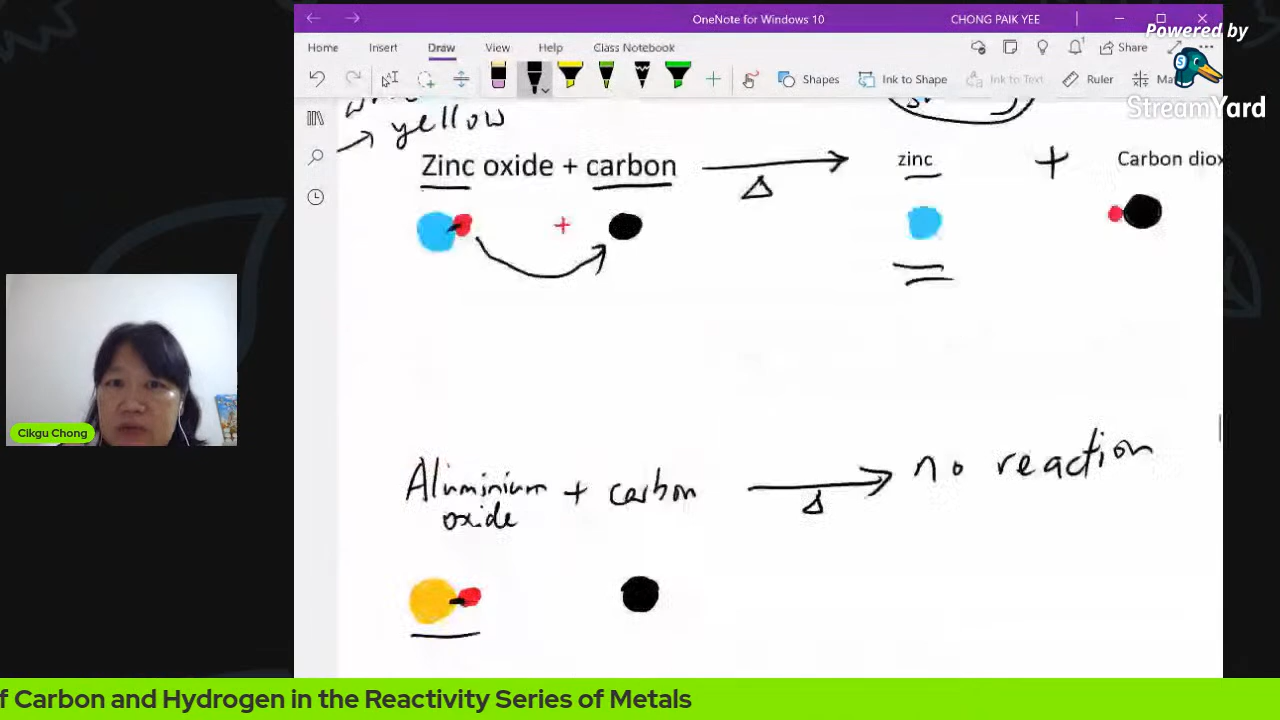 OneNote for Windows 10
CHONG PAIK YEE
Powered by
StreamYard
Home Insert Draw View Help Class Notebook
Share
Shapes Ink to Shape Ink to Text Ruler
→ yellow
Zinc oxide + carbon → zinc + Carbon
Δ
+
Aluminium + carbon → no reaction
oxide Δ
Cikgu Chong
Carbon and Hydrogen in the Reactivity Series of Metals